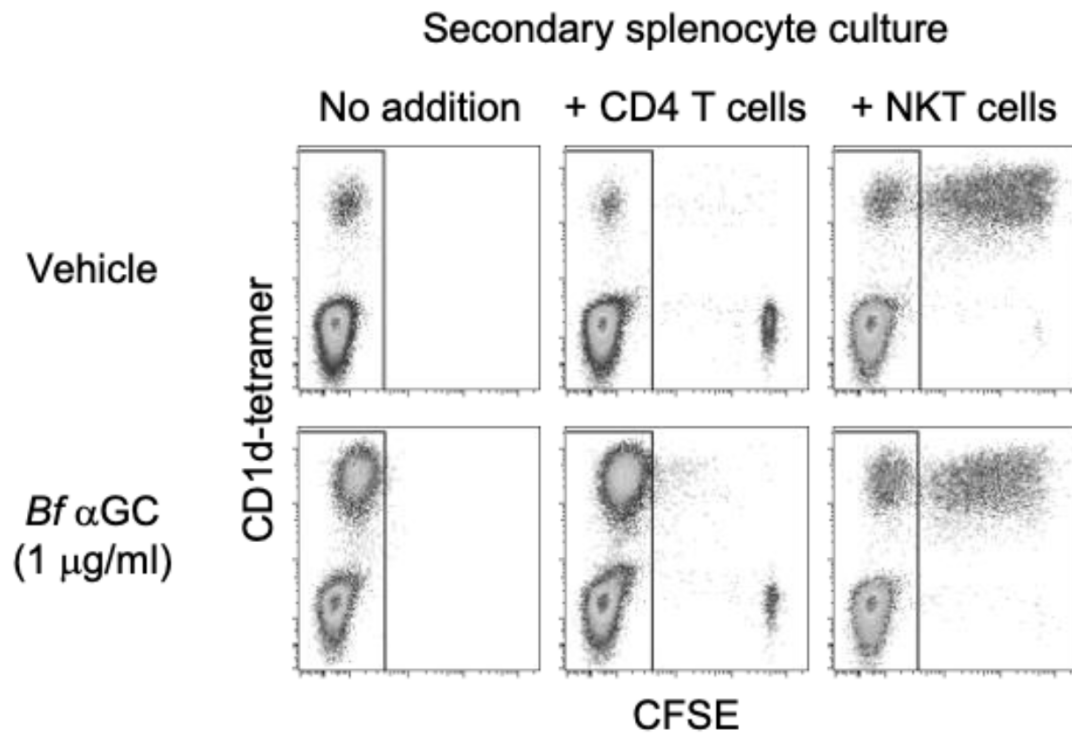 Secondary splenocyte culture
No addition
+ CD4 T cells
+ NKT cells
Vehicle
CD1d-tetramer
Bf αGC
(1 μg/ml)
CFSE